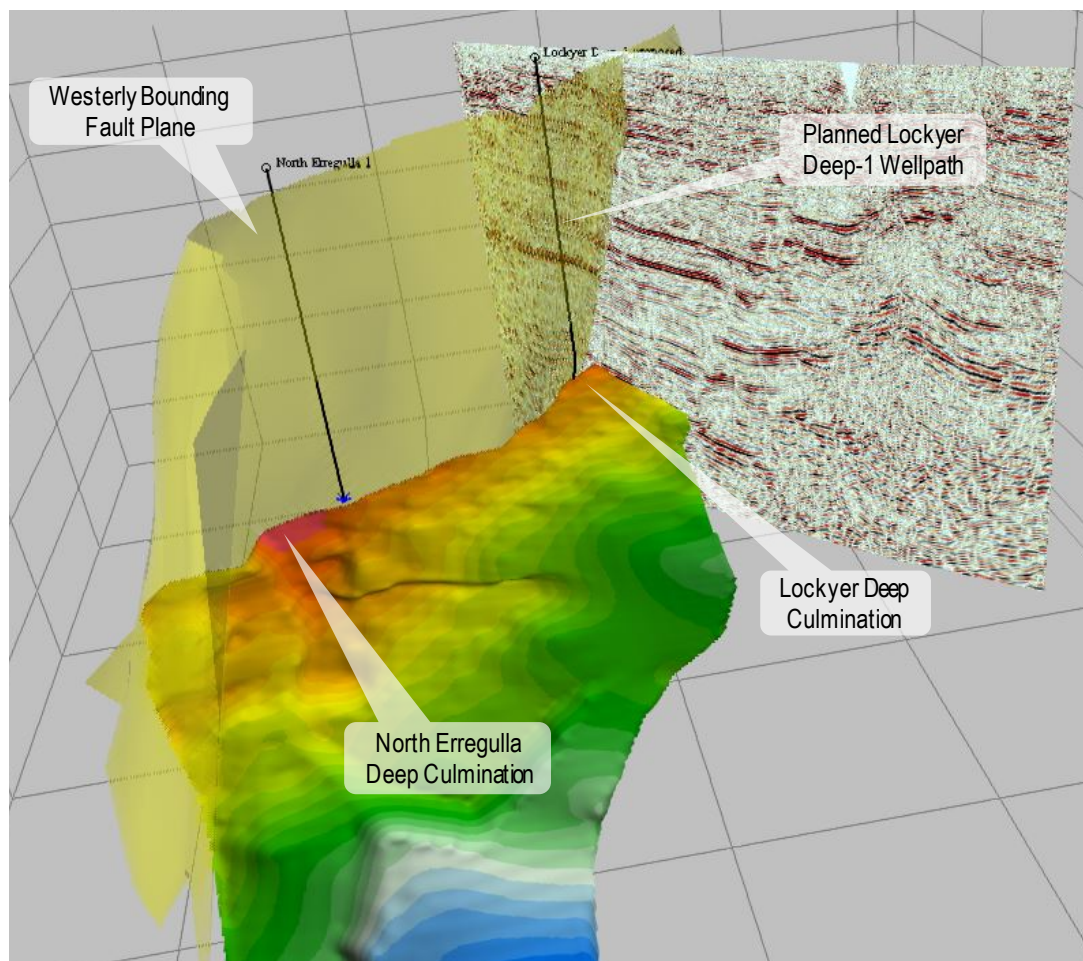 Lockyer D
Westerly Bounding
Fault Plane
Planned Lockyer
Deep-1 Wellpath
North Erregulla 1
Lockyer Deep
Culmination
North Erregulla
Deep Culmination